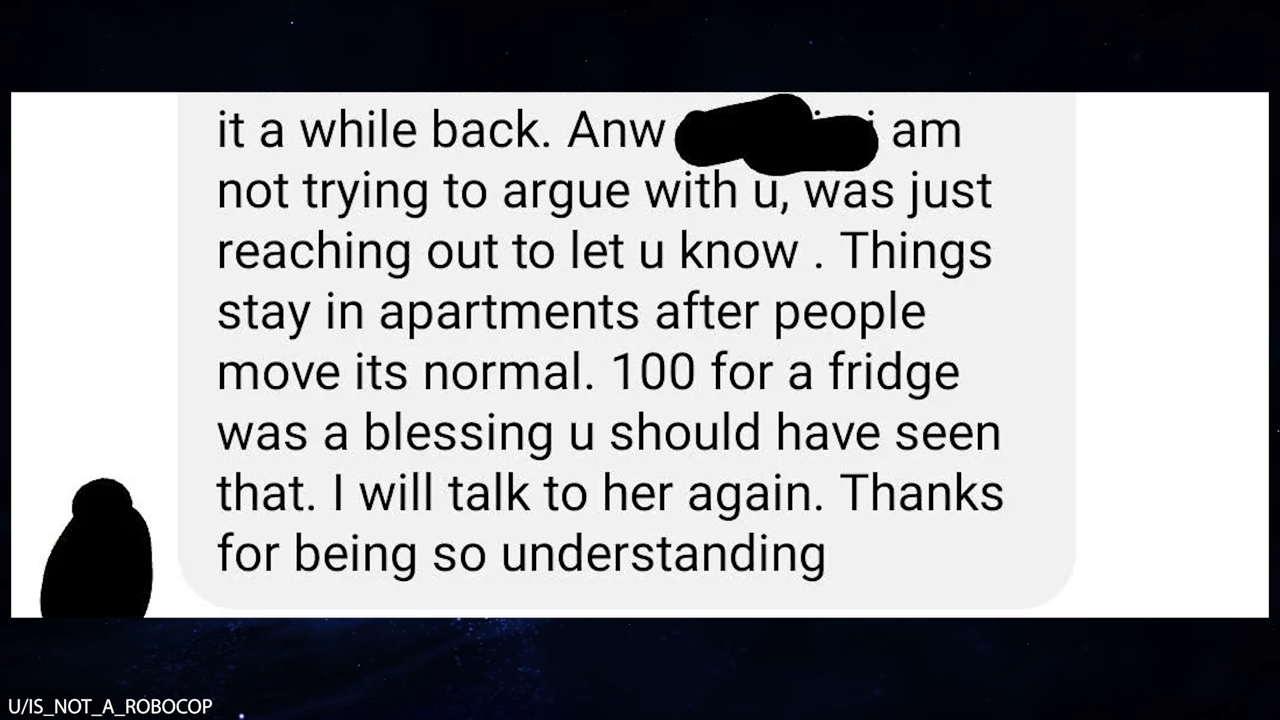 it a while back. Anw am
not trying to argue with u, was just
reaching out to let u know . Things
stay in apartments after people
move its normal. 100 for a fridge
was a blessing u should have seen
that. I will talk to her again. Thanks
for being so understanding
U/IS_NOT_A_ROBOCOP